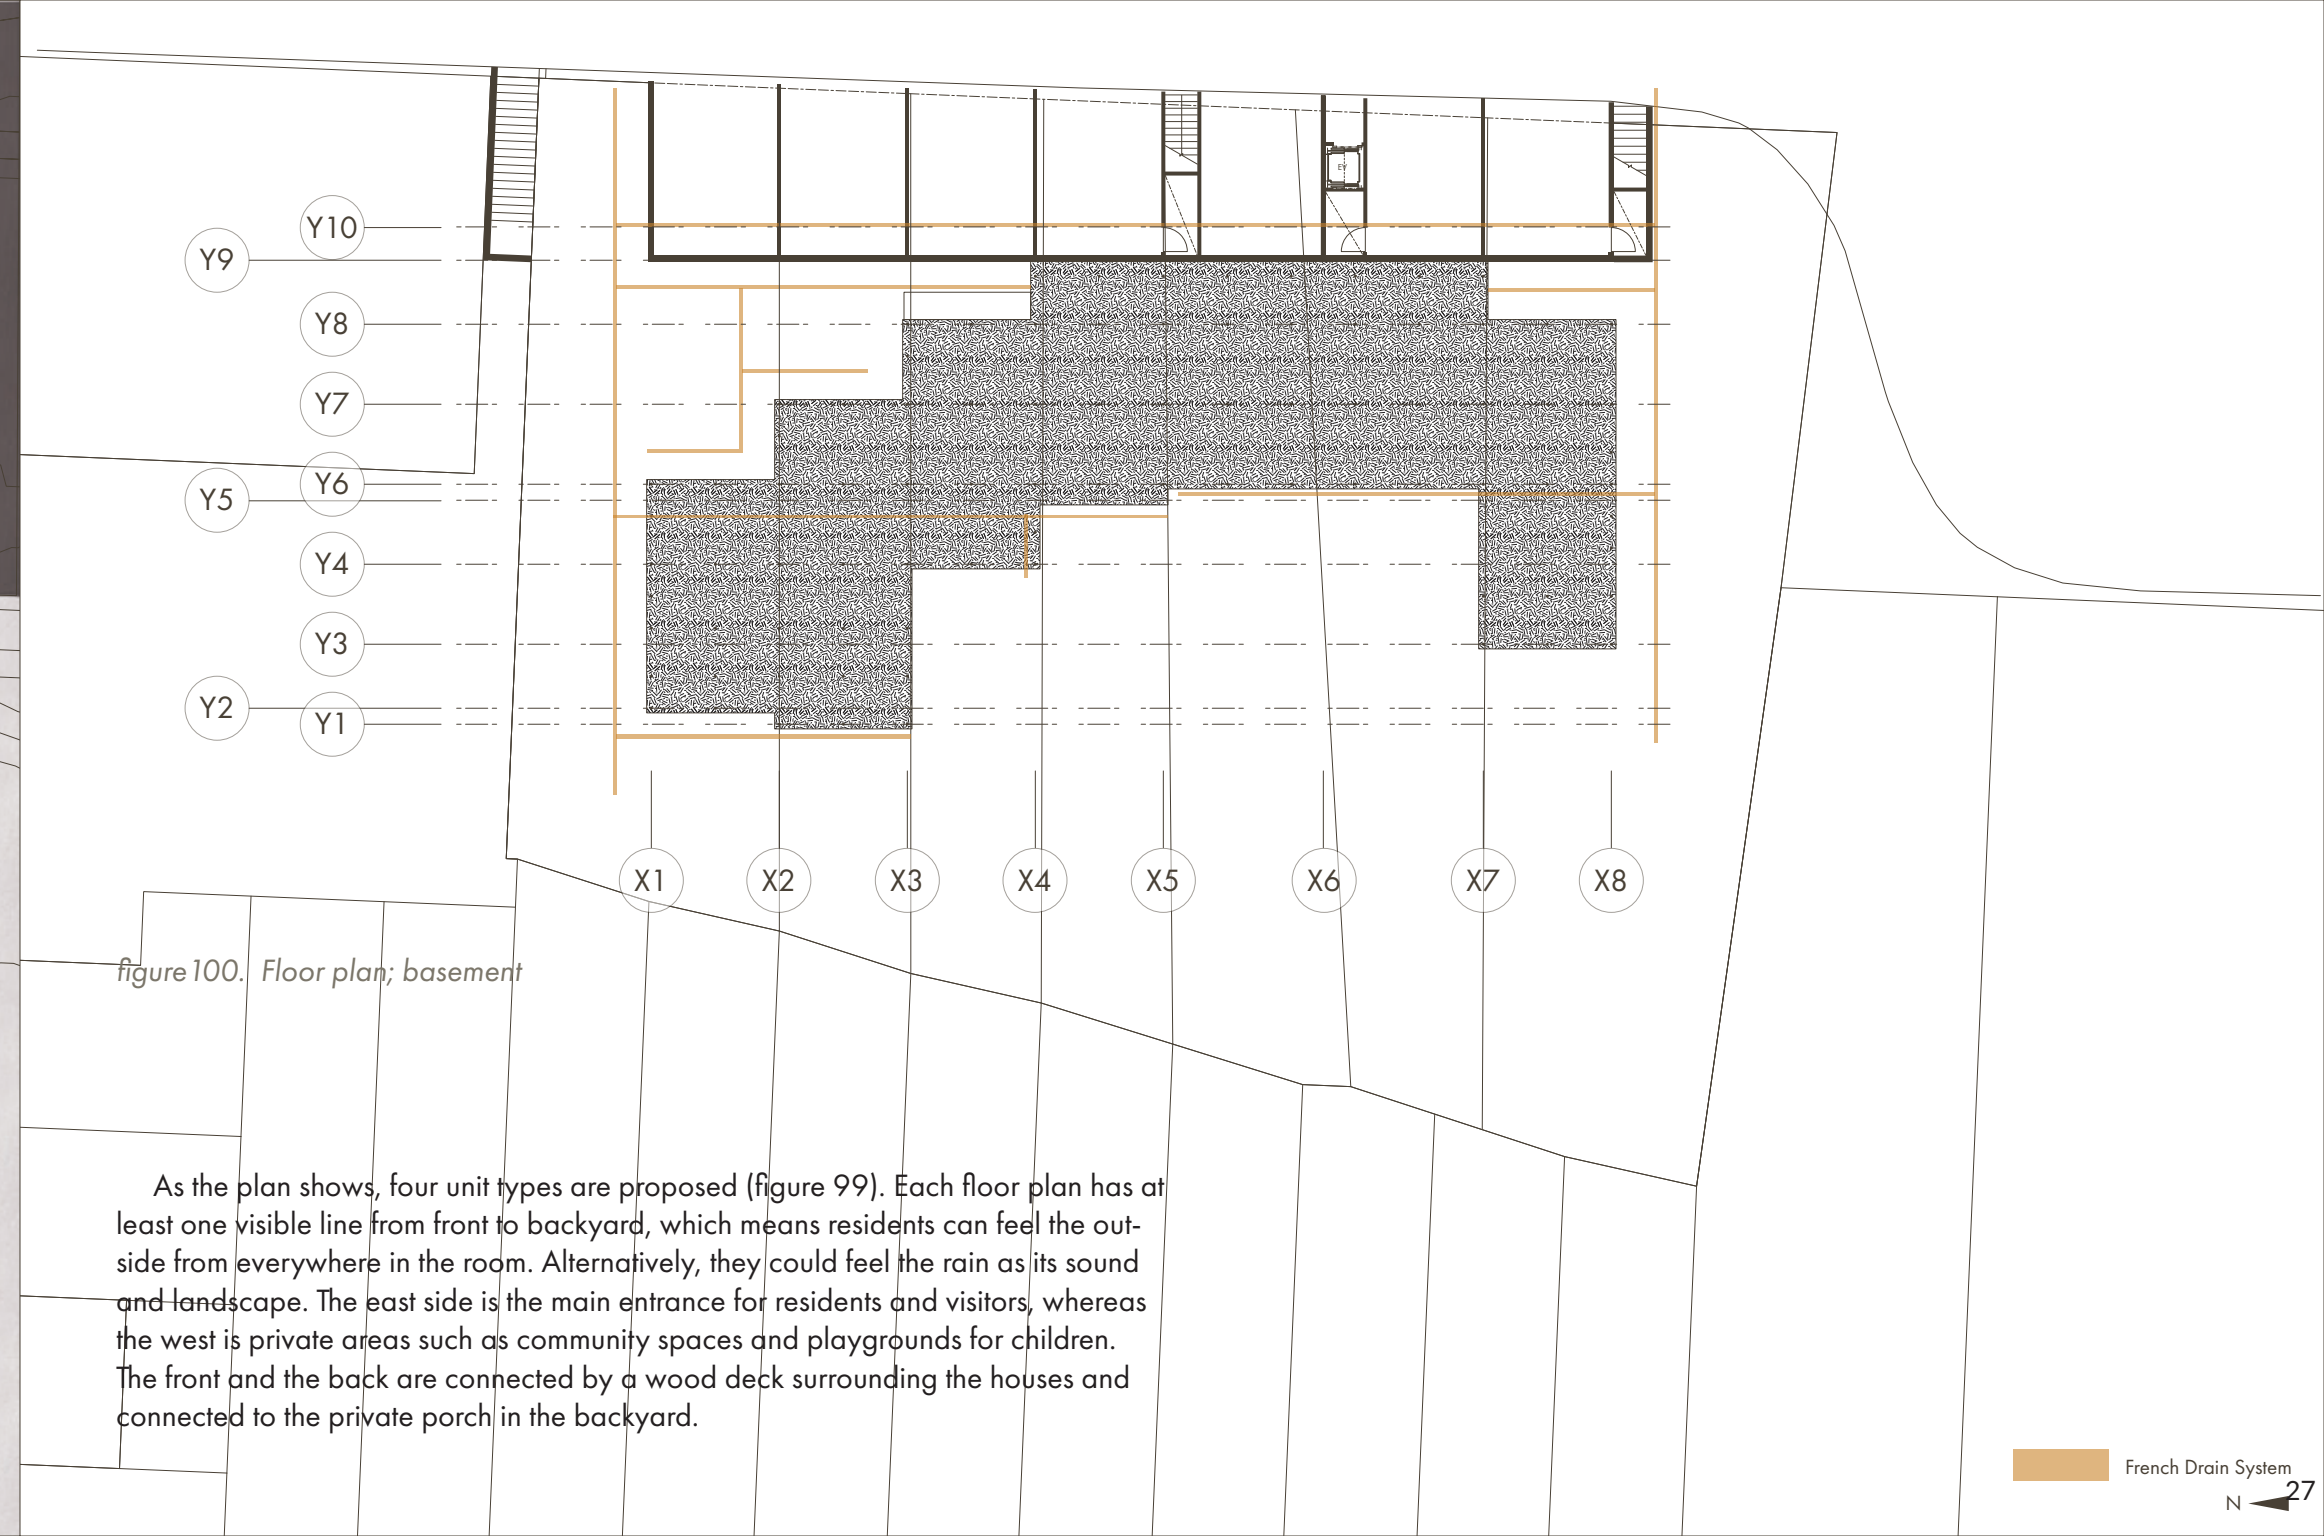 EV
Y10
Y9
Y8
Y7
Y6
Y5
Y4
Y3
Y2
Y1
X1 X2 X3 X4 X5 X6 X7 X8
figure100. Floor plan; basement
As the plan shows, four unit types are proposed (figure 99). Each floor plan has at
least one visible line from front to backyard, which means residents can feel the out-
side from everywhere in the room. Alternatively, they could feel the rain as its sound
and landscape. The east side is the main entrance for residents and visitors, whereas
the west is private areas such as community spaces and playgrounds for children.
The front and the back are connected by a wood deck surrounding the houses and
connected to the private porch in the backyard.
French Drain System
N
27